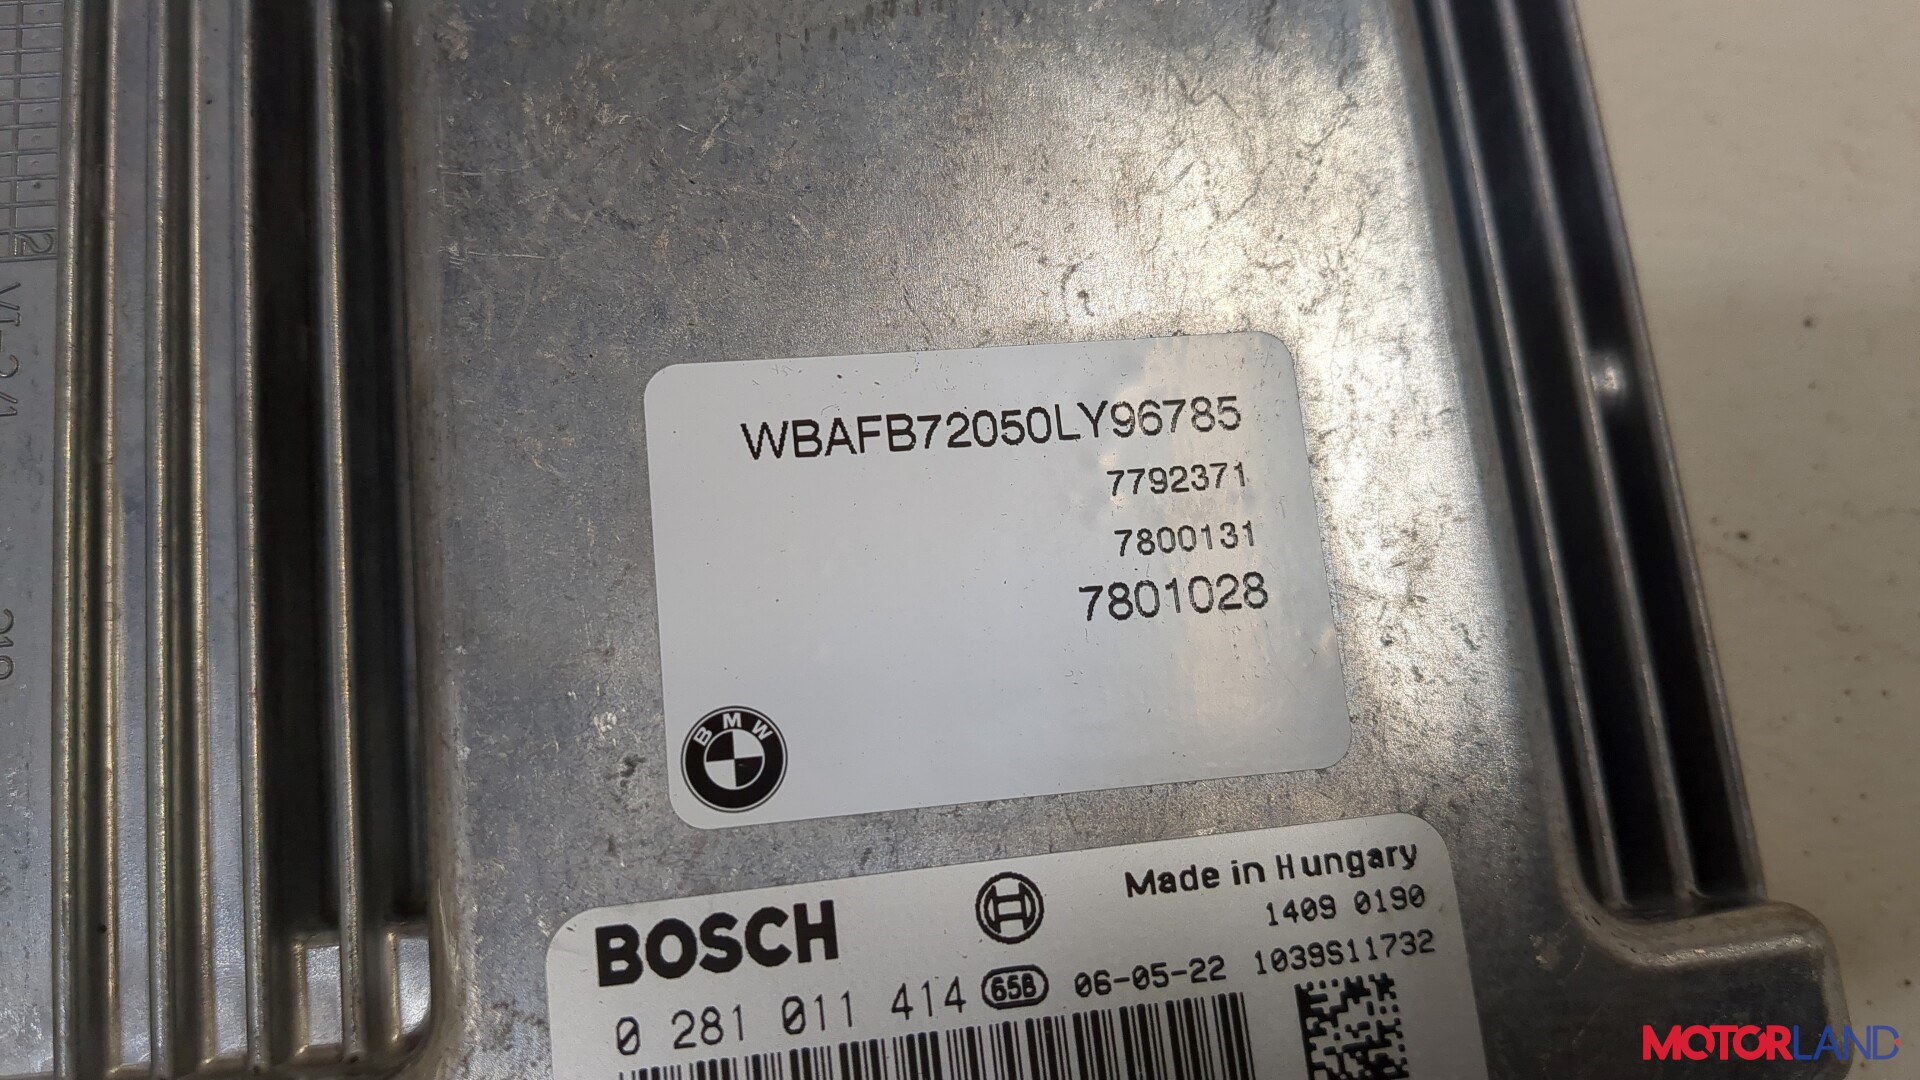 WBAFB72050LY96785
7792371
7800131
7801028
BMW
BOSCH
Made in Hungary
1409 0190
0 281 011 414 65B 06-05-22 1039S11732
MOTORLAND